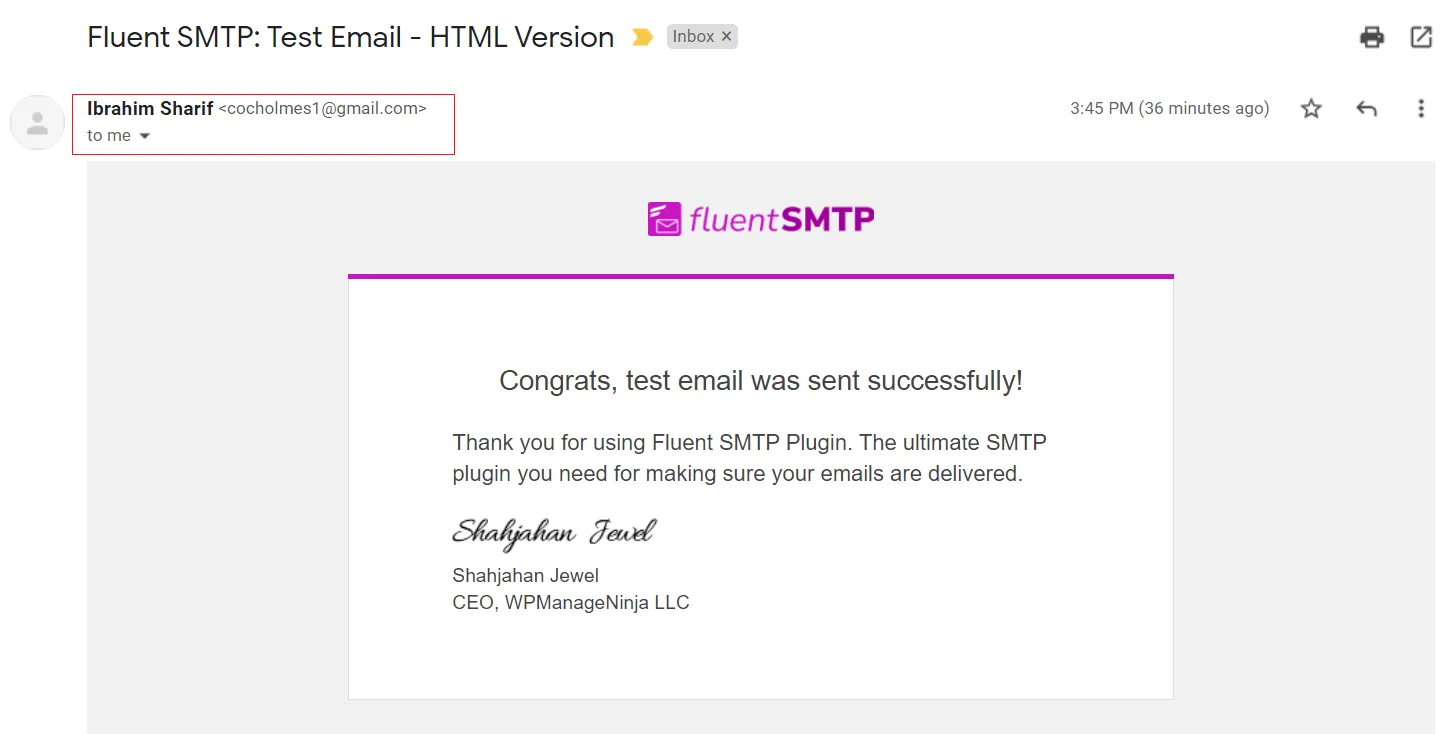 Fluent SMTP: Test Email - HTML Version Inbox ×
Ibrahim Sharif <cocholmes1@gmail.com> 3:45 PM (36 minutes ago)
to me
fluentSMTP
Congrats, test email was sent successfully!
Thank you for using Fluent SMTP Plugin. The ultimate SMTP
plugin you need for making sure your emails are delivered.
Shahjahan Jewel
Shahjahan Jewel
CEO, WPManageNinja LLC